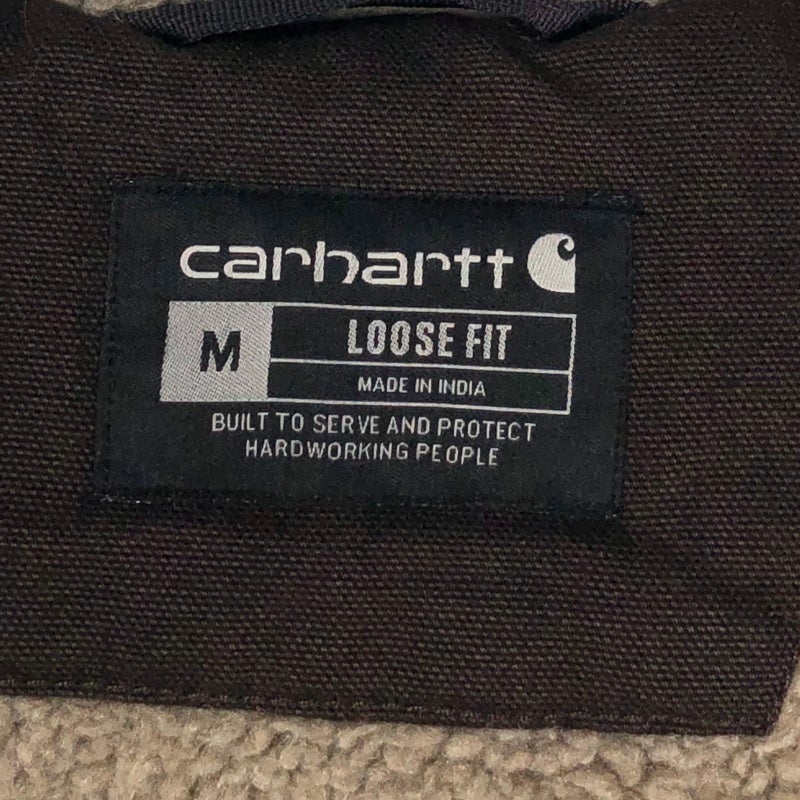 carhartt
M
LOOSE FIT
MADE IN INDIA
BUILT TO SERVE AND PROTECT
HARDWORKING PEOPLE